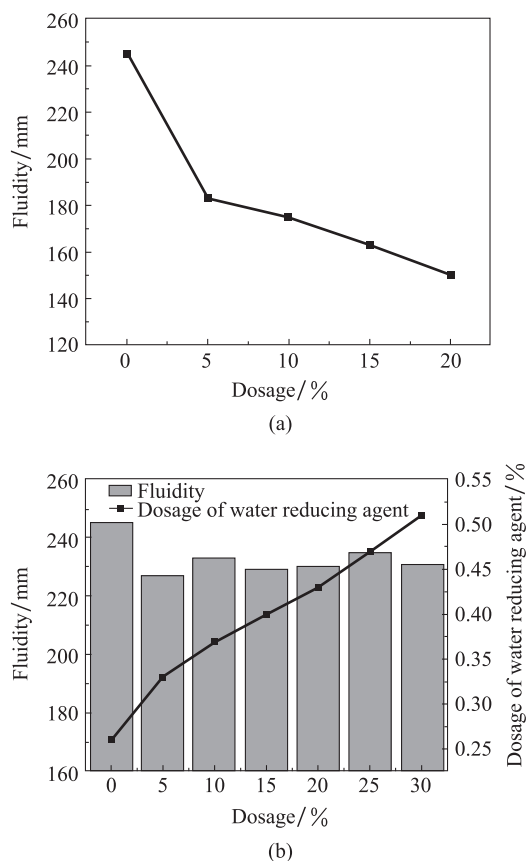 260
240
220
200
180
160
140
120
Fluidity/mm
0 5 10 15 20
Dosage/%
(a)
260
240
220
200
170
160
Fluidity/mm
Fluidity
Dosage of water reducing agent
0.55
0.50
0.45
0.40
0.35
0.30
0.25
Dosage of water reducing agent/%
0 5 10 15 20 25 30
Dosage/%
(b)